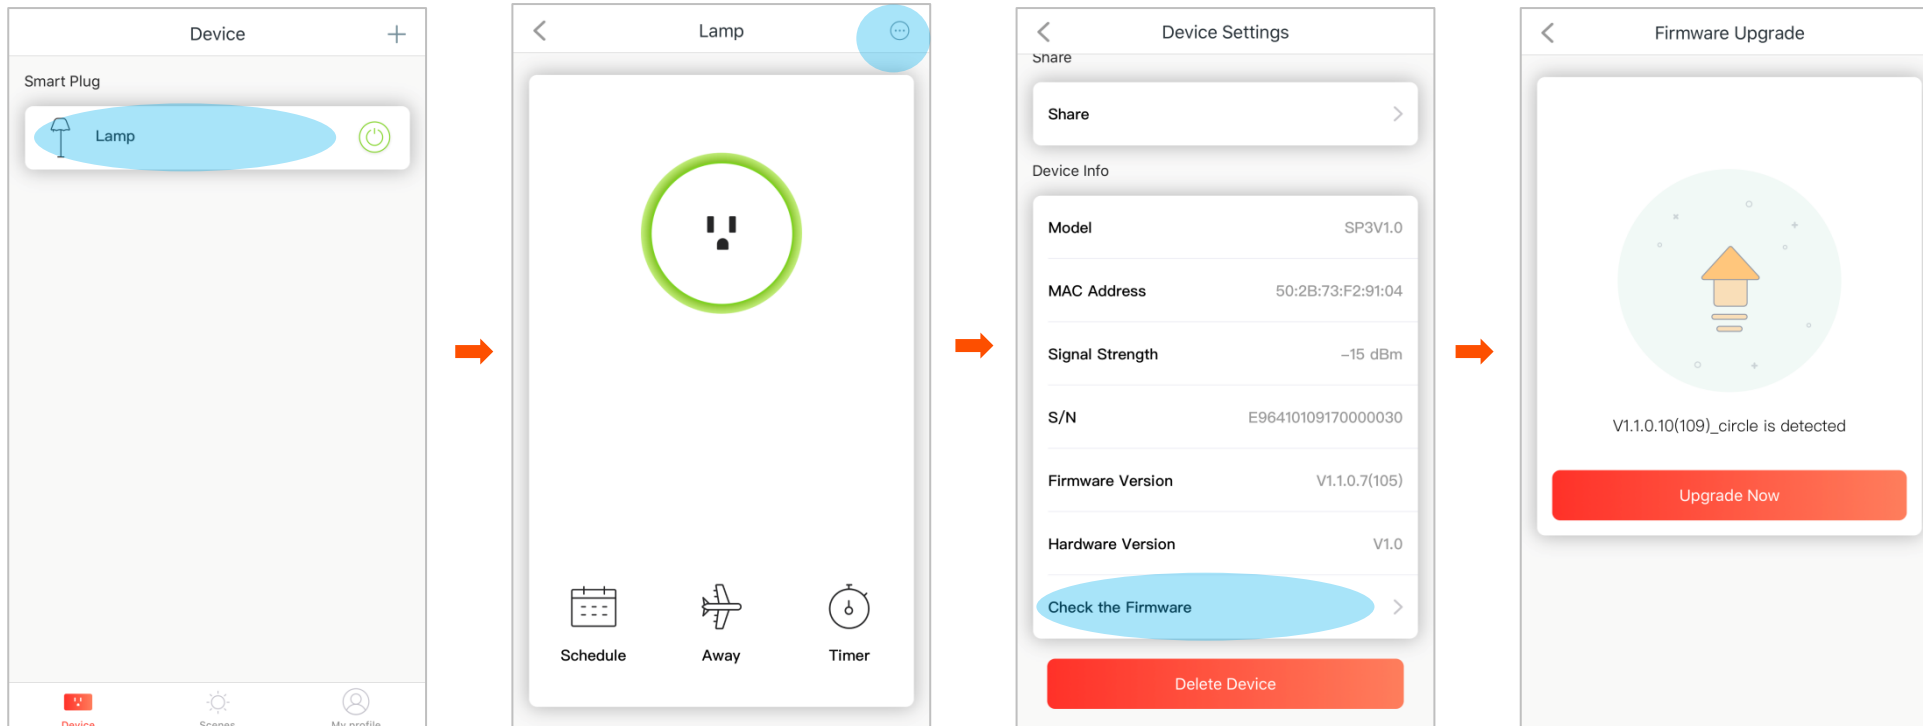 Device
+
Smart Plug
Lamp
Device
Scenes
My profile
Lamp
Schedule
Away
Timer
Device Settings
Share
Share
Device Info
Model SP3V1.0
MAC Address 50:2B:73:F2:91:04
Signal Strength -15 dBm
S/N E96410109170000030
Firmware Version V1.1.0.7(105)
Hardware Version V1.0
Check the Firmware
Delete Device
Firmware Upgrade
V1.1.0.10(109)_circle is detected
Upgrade Now